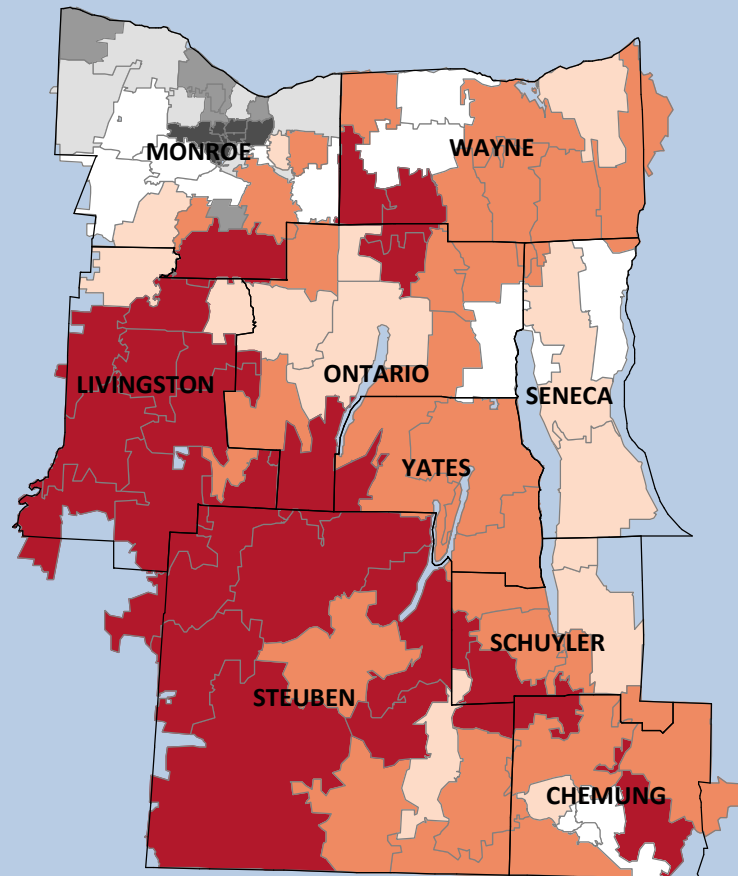 MONROE
WAYNE
LIVINGSTON
ONTARIO
SENECA
YATES
SCHUYLER
STEUBEN
CHEMUNG